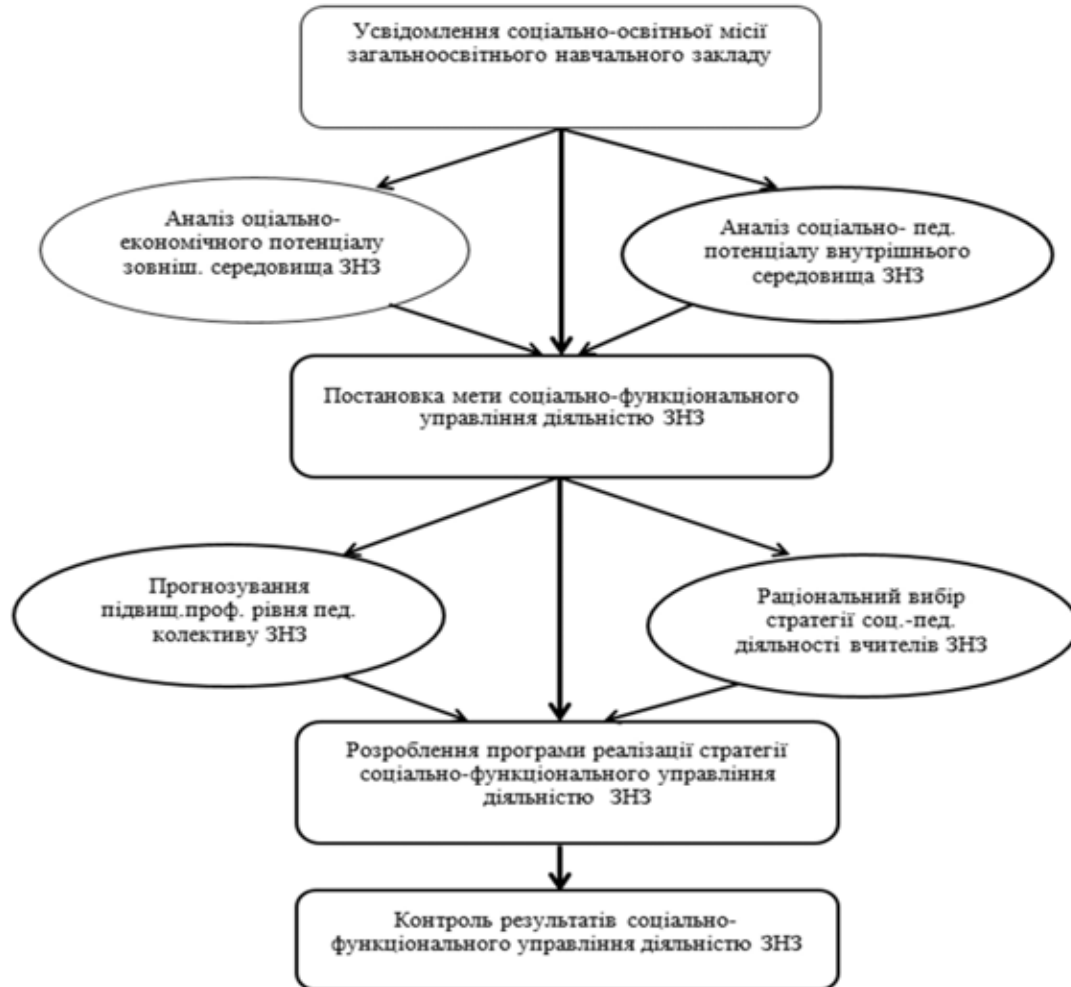 Усвідомлення соціально-освітньої місії
загальноосвітнього навчального закладу
Аналіз оціально-
економічного потенціалу
зовніш. середовища ЗНЗ
Аналіз соціально- пед.
потенціалу внутрішнього
середовища ЗНЗ
Постановка мети соціально-функціонального
управління діяльністю ЗНЗ
Прогнозування
підвищ.проф. рівня пед.
колективу ЗНЗ
Раціональний вибір
стратегії соц.-пед.
діяльності вчителів ЗНЗ
Розроблення програми реалізації стратегії
соціально-функціонального управління
діяльністю ЗНЗ
Контроль результатів соціально-
функціонального управління діяльністю ЗНЗ